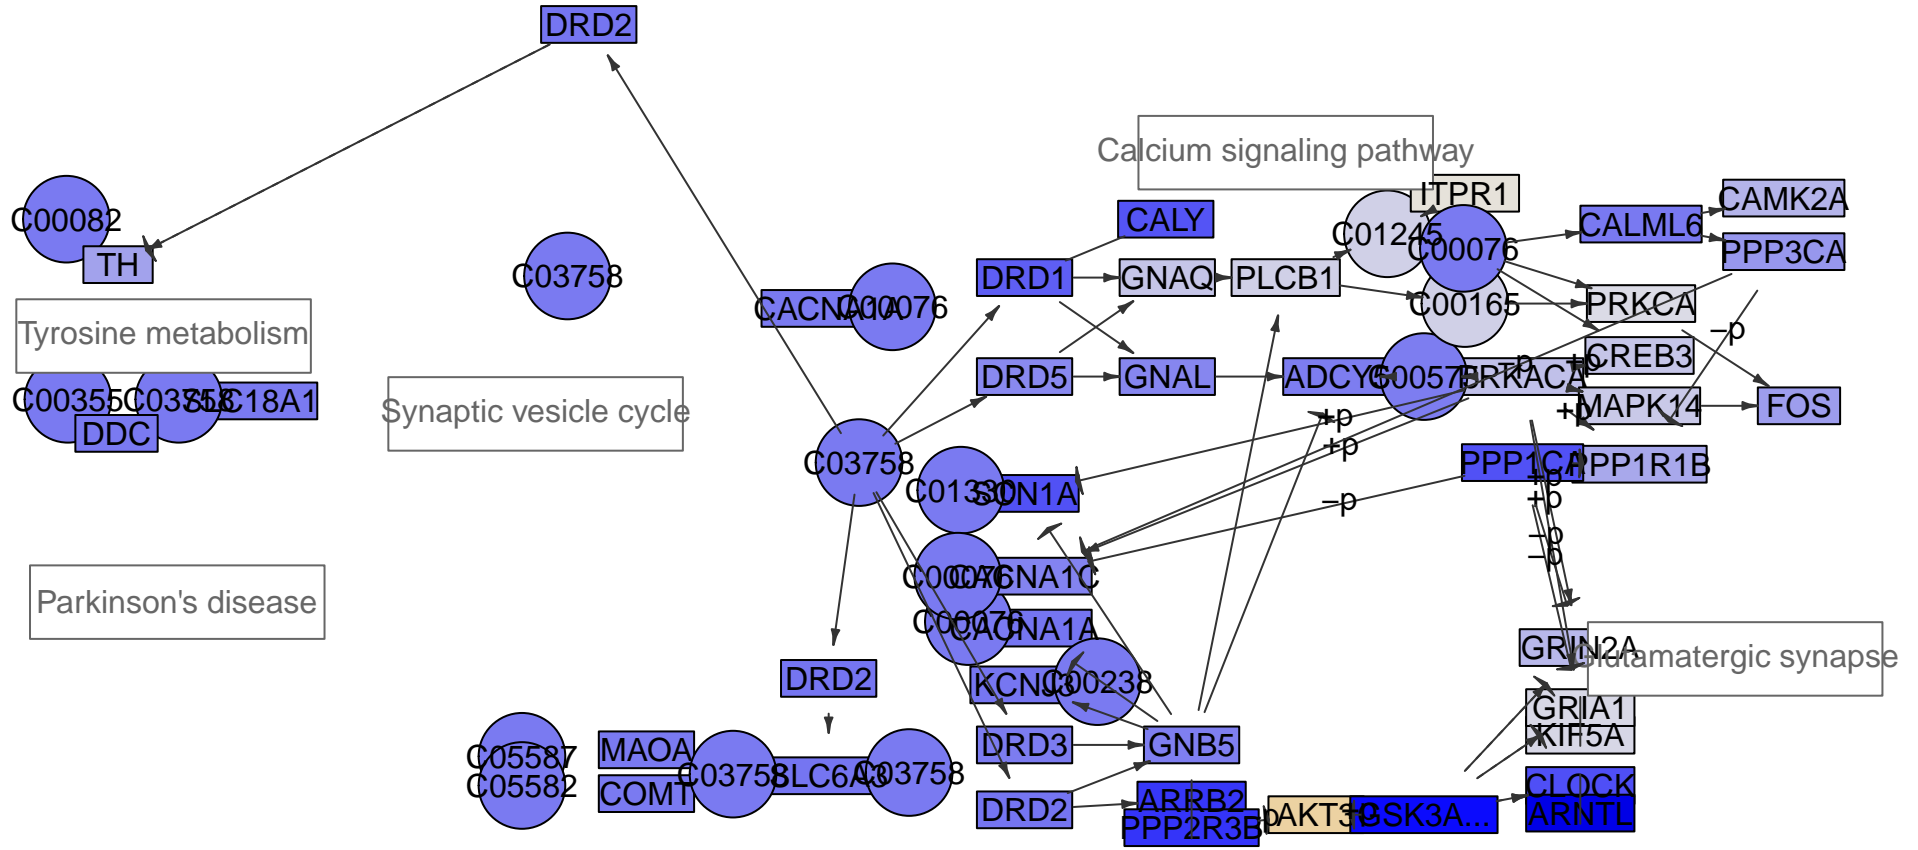 DRD2
Calcium signaling pathway
ITPR1
CAMK2A
C00082
CALY
C01245
C00076
CALML6
PPP3CA
TH
C03758
DRD1
GNAQ
PLCB1
CACNA1A
C00076
C00165
PRKCA
Tyrosine metabolism
−p
CREB3
+p
−p
DRD5
GNAL
ADCY5
C00575
PRKACA
C00355
C03758
SLC18A1
Synaptic vesicle cycle
MAPK14
FOS
+p
+p
DDC
+p
C03758
PPP1CA
PPP1R1B
+p
C01330
SCN1A
−p
+p
−p
−p
C00076
CACNA1C
Parkinson's disease
C00076
CACNA1A
GRIN2A
Glutamatergic synapse
DRD2
KCNJ3
C00238
GRIA1
KIF5A
C05587
MAOA
DRD3
GNB5
C05582
COMT
C03758
SLC6A3
C03758
CLOCK
DRD2
ARRB2
PPP2R3B
−p
AKT3
+p
GSK3A...
ARNTL